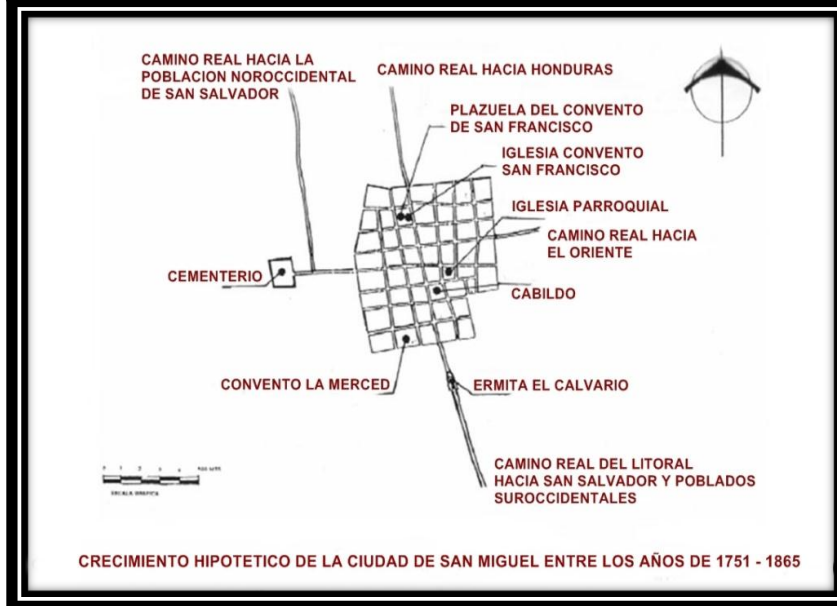 CAMINO REAL HACIA LA
POBLACION NOROCCIDENTAL
DE SAN SALVADOR
CAMINO REAL HACIA HONDURAS
PLAZUELA DEL CONVENTO
DE SAN FRANCISCO
IGLESIA CONVENTO
SAN FRANCISCO
IGLESIA PARROQUIAL
CAMINO REAL HACIA
EL ORIENTE
CEMENTERIO
CABILDO
CONVENTO LA MERCED
ERMITA EL CALVARIO
CAMINO REAL DEL LITORAL
HACIA SAN SALVADOR Y POBLADOS
SUROCCIDENTALES
ESCALA GRAFICA
CRECIMIENTO HIPOTETICO DE LA CIUDAD DE SAN MIGUEL ENTRE LOS AÑOS DE 1751 - 1865